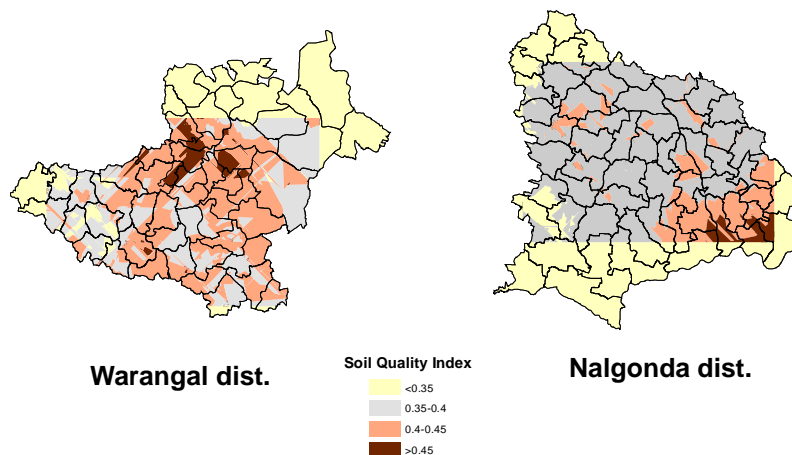 Warangal dist.
Soil Quality Index
<0.35
0.35-0.4
0.4-0.45
>0.45
Nalgonda dist.